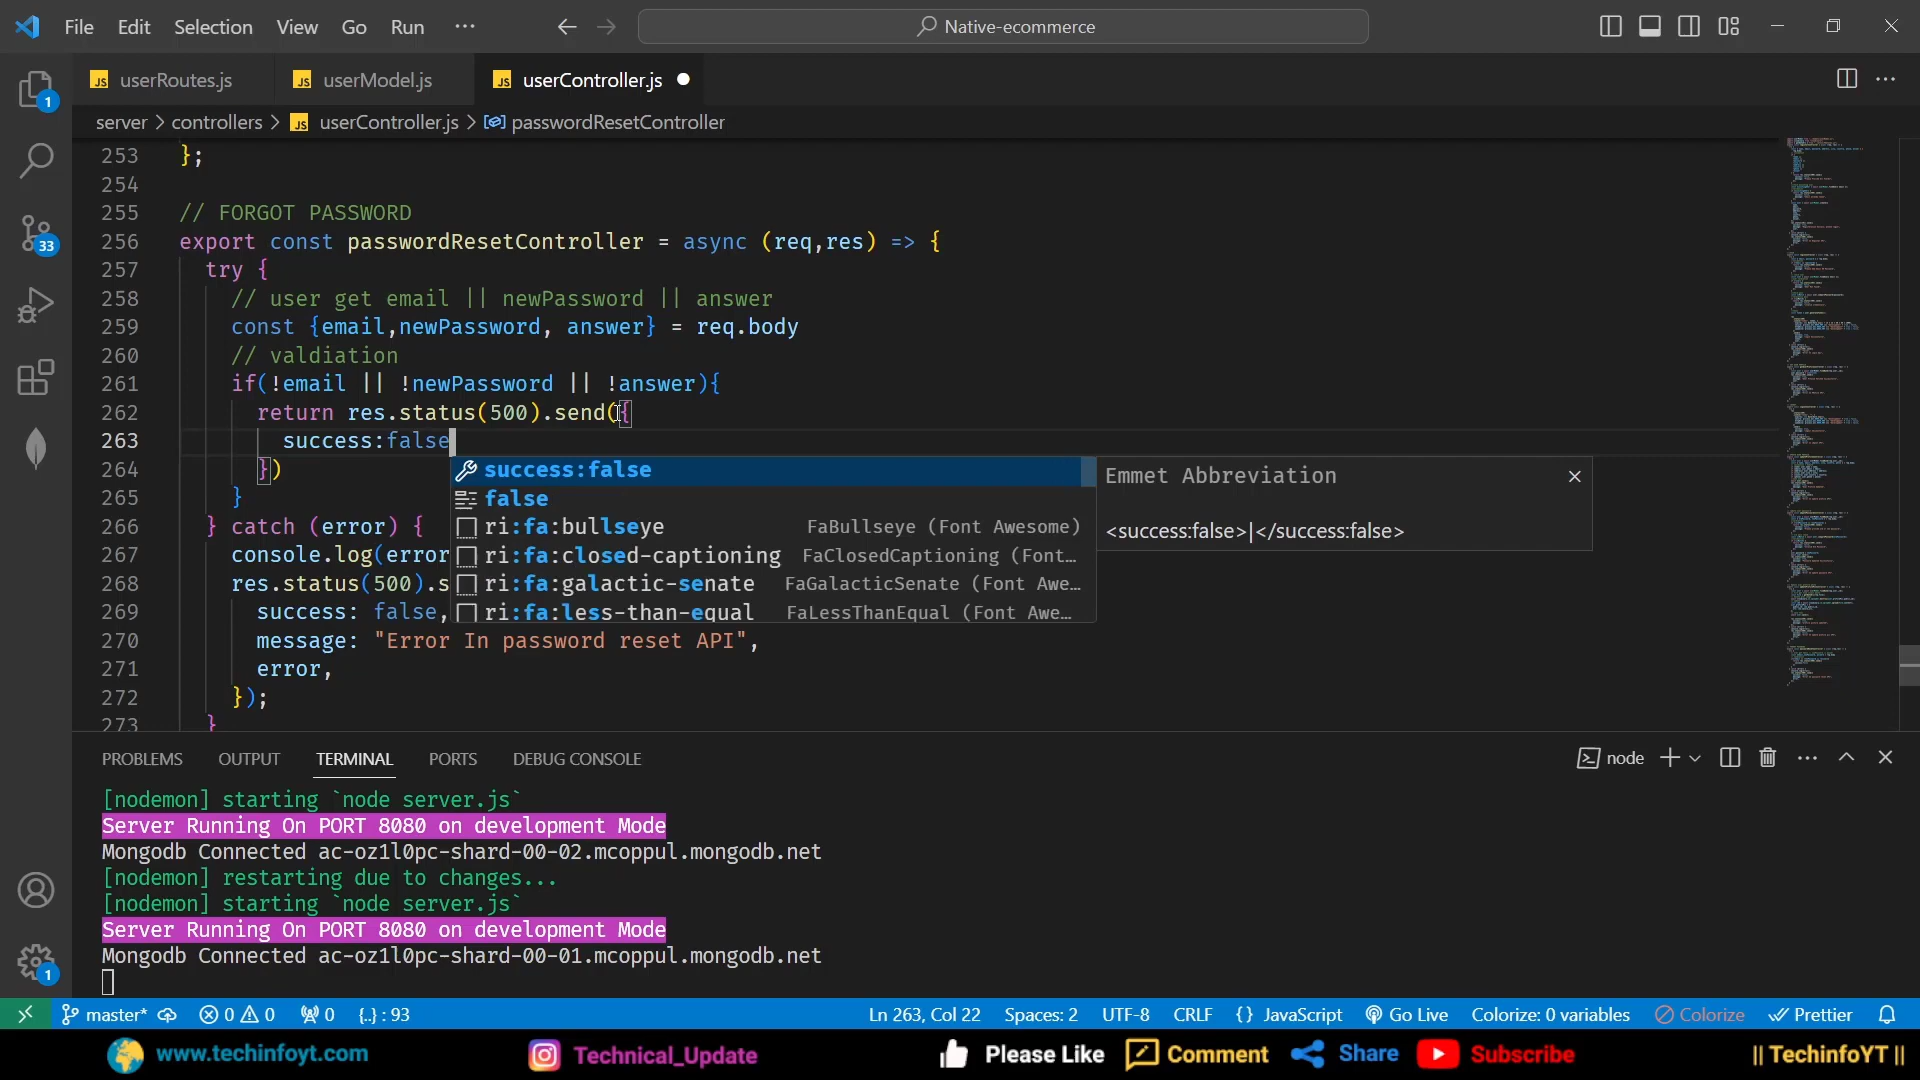 File Edit Selection View Go Run ··· Native-ecommerce
JS userRoutes.js JS userModel.js JS userController.js
server > controllers > JS userController.js > passwordResetController
1
33
1
253 };
254
255 // FORGOT PASSWORD
256 export const passwordResetController = async (req,res) => {
257 try {
258 // user get email || newPassword || answer
259 const {email,newPassword, answer} = req.body
260 // valdiation
261 if(!email || !newPassword || !answer){
262 return res.status(500).send({
263 success:false
264 })
265 }
266 } catch (error) {
267 console.log(error
268 res.status(500).s
269 success: false,
270 message: "Error In password reset API",
271 error,
272 });
273 }
success:false
false
ri:fa:bullseye FaBullseye (Font Awesome)
ri:fa:closed-captioning FaClosedCaptioning (Font…
ri:fa:galactic-senate FaGalacticSenate (Font Awe…
ri:fa:less-than-equal FaLessThanEqual (Font Awe…
Emmet Abbreviation
<success:false>|</success:false>
PROBLEMS OUTPUT TERMINAL PORTS DEBUG CONSOLE node
[nodemon] starting `node server.js`
Server Running On PORT 8080 on development Mode
Mongodb Connected ac-oz1l0pc-shard-00-02.mcoppul.mongodb.net
[nodemon] restarting due to changes...
[nodemon] starting `node server.js`
Server Running On PORT 8080 on development Mode
Mongodb Connected ac-oz1l0pc-shard-00-01.mcoppul.mongodb.net
master* 0 0 0 {..} : 93 Ln 263, Col 22 Spaces: 2 UTF-8 CRLF {} JavaScript Go Live Colorize: 0 variables Colorize Prettier
www.techinfoyt.com Technical_Update Please Like Comment Share Subscribe || TechinfoYT ||